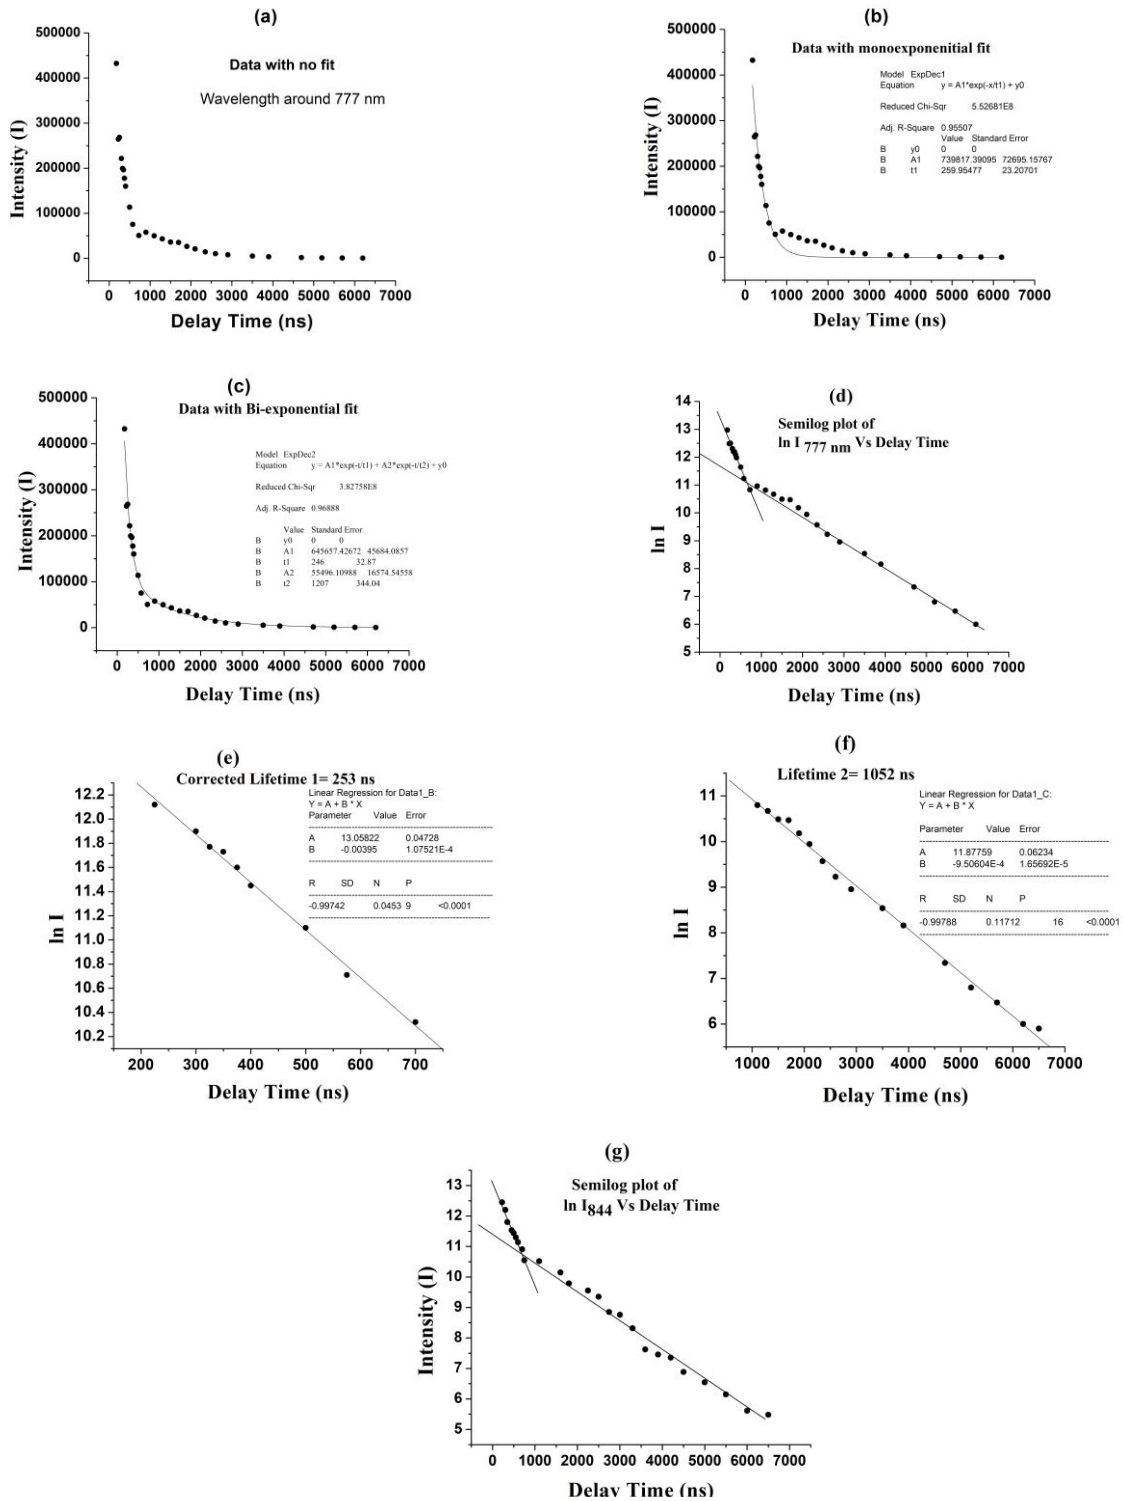 (a)
Data with no fit
Wavelength around 777 nm
Intensity (I)
500000
400000
300000
200000
100000
0
0 1000 2000 3000 4000 5000 6000 7000
Delay Time (ns)
(b)
Data with monoexponenitial fit
Model ExpDec1
Equation y = A1*exp(-x/t1) + y0
Reduced Chi-Sqr 5.52681E8
Adj. R-Square 0.95507
Value Standard Error
B y0 0 0
B A1 739817.39095 72695.15767
B t1 259.95477 23.20701
Intensity (I)
500000
400000
300000
200000
100000
0
0 1000 2000 3000 4000 5000 6000 7000
Delay Time (ns)
(c)
Data with Bi-exponential fit
Model ExpDec2
Equation y = A1*exp(-t/t1) + A2*exp(-t/t2) + y0
Reduced Chi-Sqr 3.82758E8
Adj. R-Square 0.96888
Value Standard Error
B y0 0 0
B A1 645657.42672 45684.0857
B t1 246 32.87
B A2 55496.10988 16574.54558
B t2 1207 344.04
Intensity (I)
500000
400000
300000
200000
100000
0
0 1000 2000 3000 4000 5000 6000 7000
Delay Time (ns)
(d)
Semilog plot of
ln I 777 nm Vs Delay Time
ln I
14
13
12
11
10
9
8
7
6
5
0 1000 2000 3000 4000 5000 6000 7000
Delay Time (ns)
(e)
Corrected Lifetime 1= 253 ns
Linear Regression for Data1_B:
Y = A + B * X
Parameter Value Error
A 13.05822 0.04728
B -0.00395 1.07521E-4
R SD N P
-0.99742 0.0453 9 <0.0001
ln I
12.2
12.0
11.8
11.6
11.4
11.2
11.0
10.8
10.6
10.4
10.2
200 300 400 500 600 700
Delay Time (ns)
(f)
Lifetime 2= 1052 ns
Linear Regression for Data1_C:
Y = A + B * X
Parameter Value Error
A 11.87759 0.06234
B -9.50604E-4 1.65692E-5
R SD N P
-0.99788 0.11712 16 <0.0001
ln I
11
10
9
8
7
6
1000 2000 3000 4000 5000 6000 7000
Delay Time (ns)
(g)
Semilog plot of
ln I844 Vs Delay Time
Intensity (I)
13
12
11
10
9
8
7
6
5
0 1000 2000 3000 4000 5000 6000 7000
Delay Time (ns)